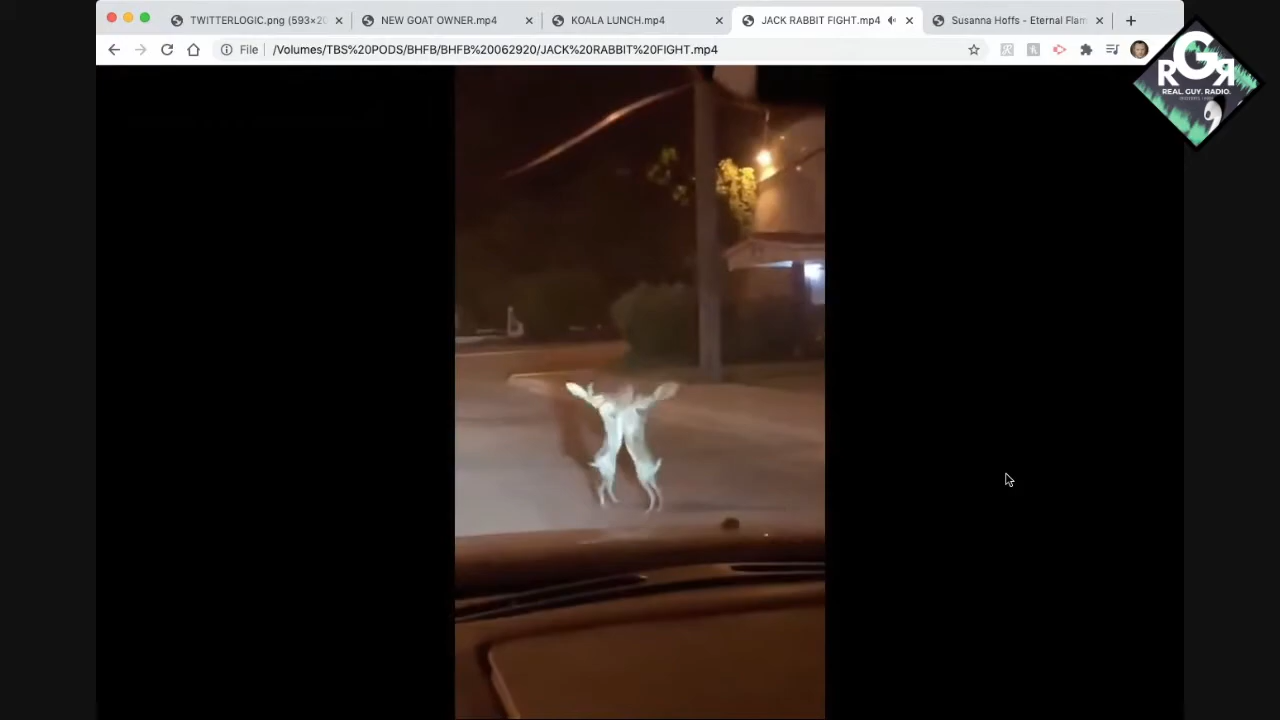 TWITTERLOGIC.png (593×20
NEW GOAT OWNER.mp4
KOALA LUNCH.mp4
JACK RABBIT FIGHT.mp4
Susanna Hoffs - Eternal Flam
File
/Volumes/TBS%20PODS/BHFB/BHFB%20062920/JACK%20RABBIT%20FIGHT.mp4
RGR
REAL. GUY. RADIO.